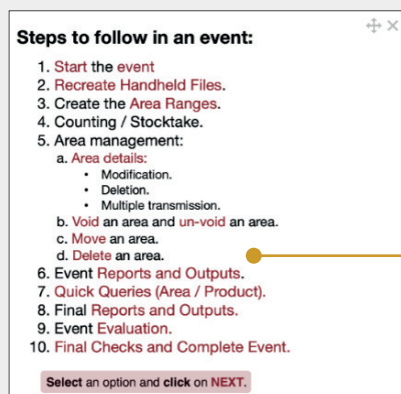 Steps to follow in an event:
1. Start the event
2. Recreate Handheld Files.
3. Create the Area Ranges.
4. Counting / Stocktake.
5. Area management:
a. Area details:
• Modification.
• Deletion.
• Multiple transmission.
b. Void an area and un-void an area.
c. Move an area.
d. Delete an area.
6. Event Reports and Outputs.
7. Quick Queries (Area / Product).
8. Final Reports and Outputs.
9. Event Evaluation.
10. Final Checks and Complete Event.
Select an option and click on NEXT.